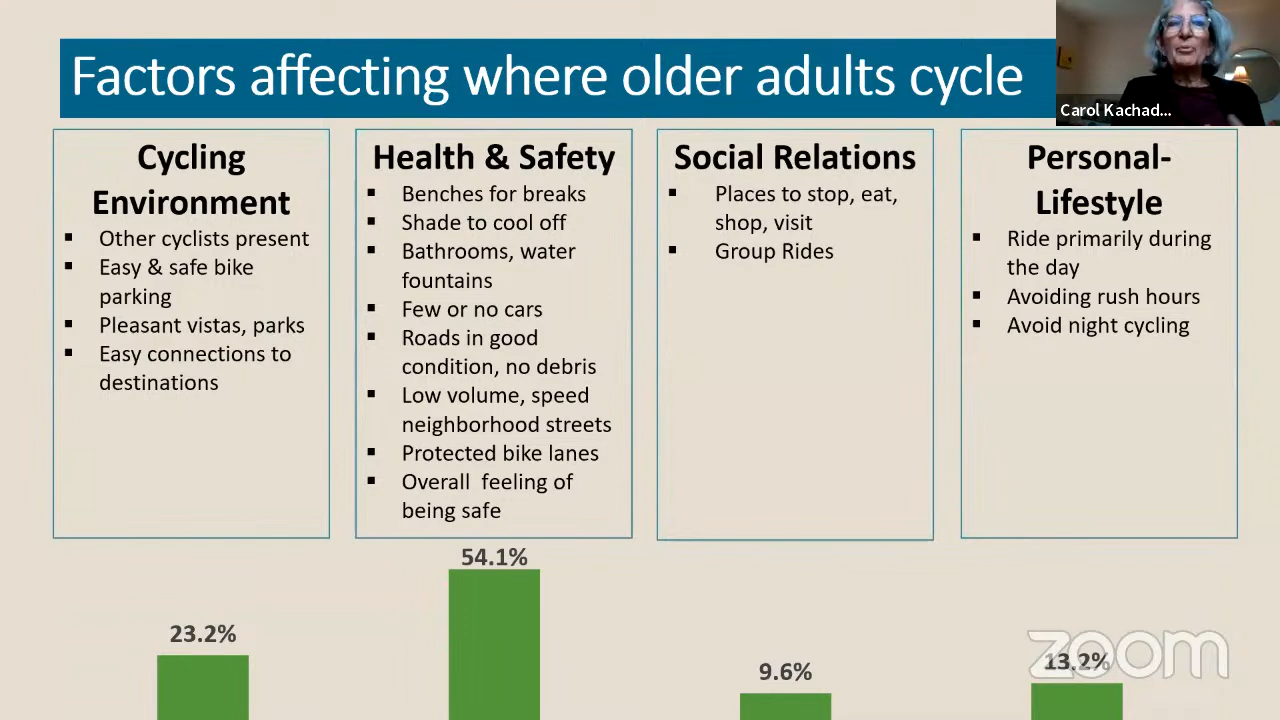 Factors affecting where older adults cycle
Carol Kachad...
Cycling
Environment
▪ Other cyclists present
▪ Easy & safe bike
parking
▪ Pleasant vistas, parks
▪ Easy connections to
destinations
Health & Safety
▪ Benches for breaks
▪ Shade to cool off
▪ Bathrooms, water
fountains
▪ Few or no cars
▪ Roads in good
condition, no debris
▪ Low volume, speed
neighborhood streets
▪ Protected bike lanes
▪ Overall feeling of
being safe
Social Relations
▪ Places to stop, eat,
shop, visit
▪ Group Rides
Personal-
Lifestyle
▪ Ride primarily during
the day
▪ Avoiding rush hours
▪ Avoid night cycling
23.2%
54.1%
9.6%
13.2%
zoom